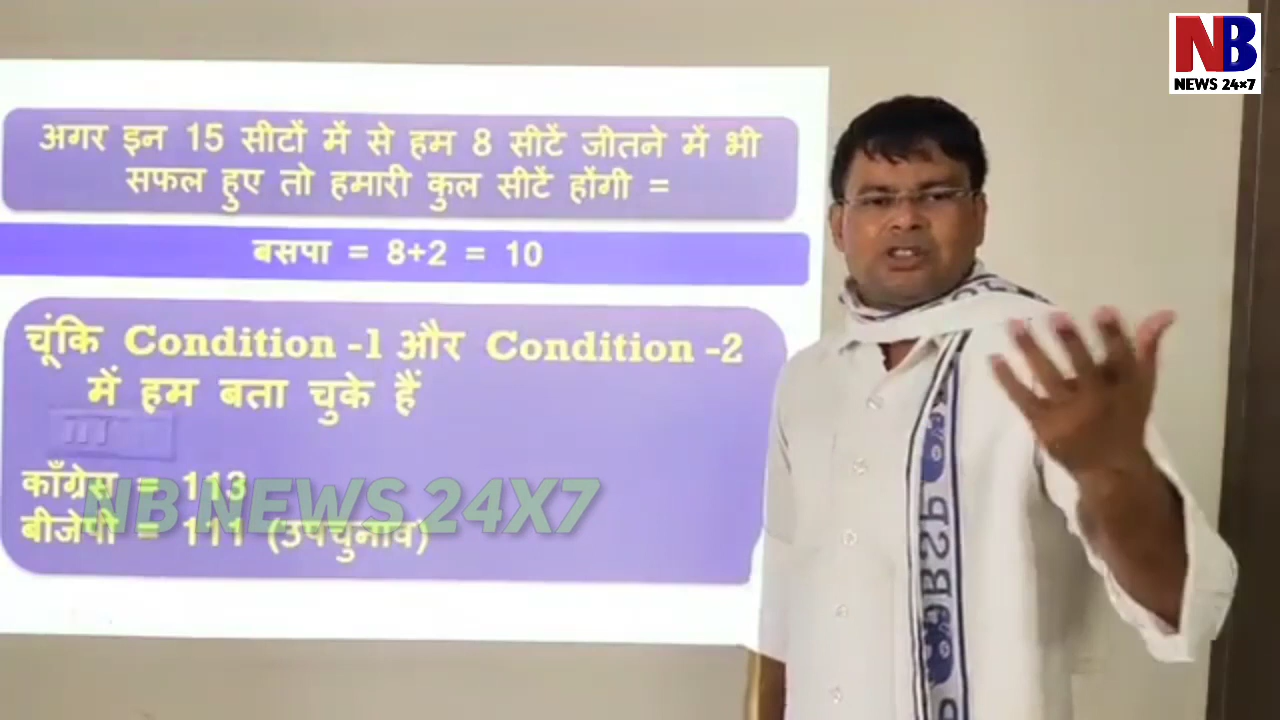 NB
NEWS 24×7
अगर इन 15 सीटों में से हम 8 सीटें जीतने में भी
सफल हुए तो हमारी कुल सीटें होंगी =
बसपा = 8+2 = 10
चूंकि Condition -1 और Condition -2
में हम बता चुके हैं
काँग्रेस = 113
NB NEWS 24X7
बीजेपी = 111 (उपचुनाव)